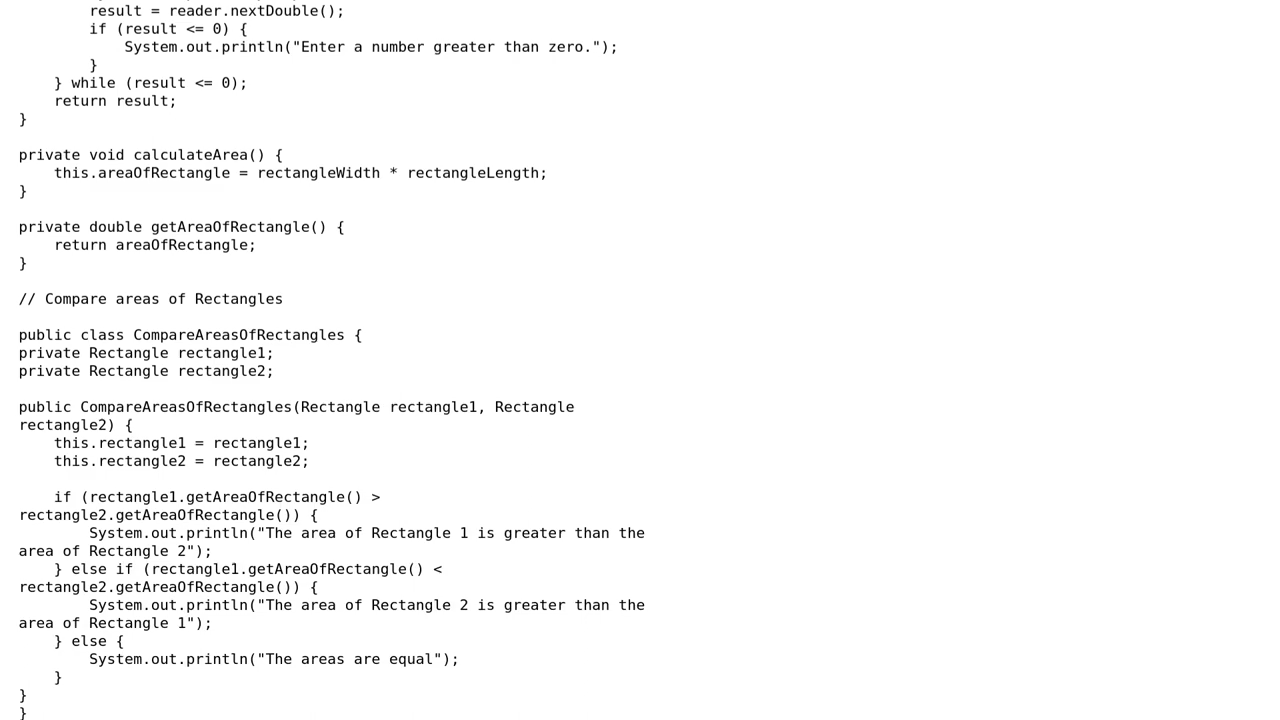 result = reader.nextDouble();
        if (result <= 0) {
            System.out.println("Enter a number greater than zero.");
        }
    } while (result <= 0);
    return result;
}

private void calculateArea() {
    this.areaOfRectangle = rectangleWidth * rectangleLength;
}

private double getAreaOfRectangle() {
    return areaOfRectangle;
}

// Compare areas of Rectangles

public class CompareAreasOfRectangles {
private Rectangle rectangle1;
private Rectangle rectangle2;

public CompareAreasOfRectangles(Rectangle rectangle1, Rectangle
rectangle2) {
    this.rectangle1 = rectangle1;
    this.rectangle2 = rectangle2;

    if (rectangle1.getAreaOfRectangle() >
rectangle2.getAreaOfRectangle()) {
        System.out.println("The area of Rectangle 1 is greater than the
area of Rectangle 2");
    } else if (rectangle1.getAreaOfRectangle() <
rectangle2.getAreaOfRectangle()) {
        System.out.println("The area of Rectangle 2 is greater than the
area of Rectangle 1");
    } else {
        System.out.println("The areas are equal");
    }
}
}